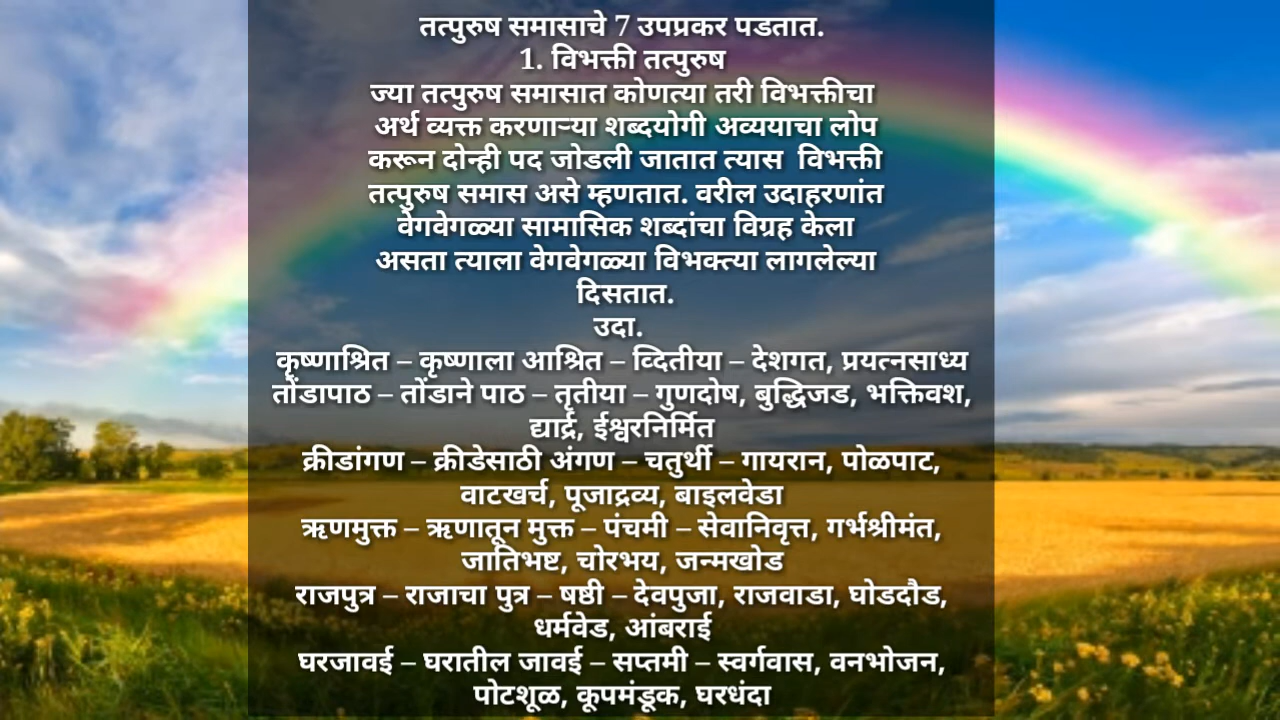 तत्पुरुष समासाचे 7 उपप्रकर पडतात.
1. विभक्ती तत्पुरुष
ज्या तत्पुरुष समासात कोणत्या तरी विभक्तीचा
अर्थ व्यक्त करणाऱ्या शब्दयोगी अव्ययाचा लोप
करून दोन्ही पद जोडली जातात त्यास विभक्ती
तत्पुरुष समास असे म्हणतात. वरील उदाहरणांत
वेगवेगळ्या सामासिक शब्दांचा विग्रह केला
असता त्याला वेगवेगळ्या विभक्त्या लागलेल्या
दिसतात.
उदा.
कृष्णाश्रित – कृष्णाला आश्रित – व्दितीया – देशगत, प्रयत्नसाध्य
तोंडापाठ – तोंडाने पाठ – तृतीया – गुणदोष, बुद्धिजड, भक्तिवश,
द्यार्द्र, ईश्वरनिर्मित
क्रीडांगण – क्रीडेसाठी अंगण – चतुर्थी – गायरान, पोळपाट,
वाटखर्च, पूजाद्रव्य, बाइलवेडा
ऋणमुक्त – ऋणातून मुक्त – पंचमी – सेवानिवृत्त, गर्भश्रीमंत,
जातिभष्ट, चोरभय, जन्मखोड
राजपुत्र – राजाचा पुत्र – षष्ठी – देवपुजा, राजवाडा, घोडदौड,
धर्मवेड, आंबराई
घरजावई – घरातील जावई – सप्तमी – स्वर्गवास, वनभोजन,
पोटशूळ, कूपमंडूक, घरधंदा